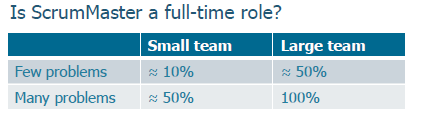 Is ScrumMaster a full-time role?
Small team Large team
Few problems ≈ 10% ≈ 50%
Many problems ≈ 50% 100%